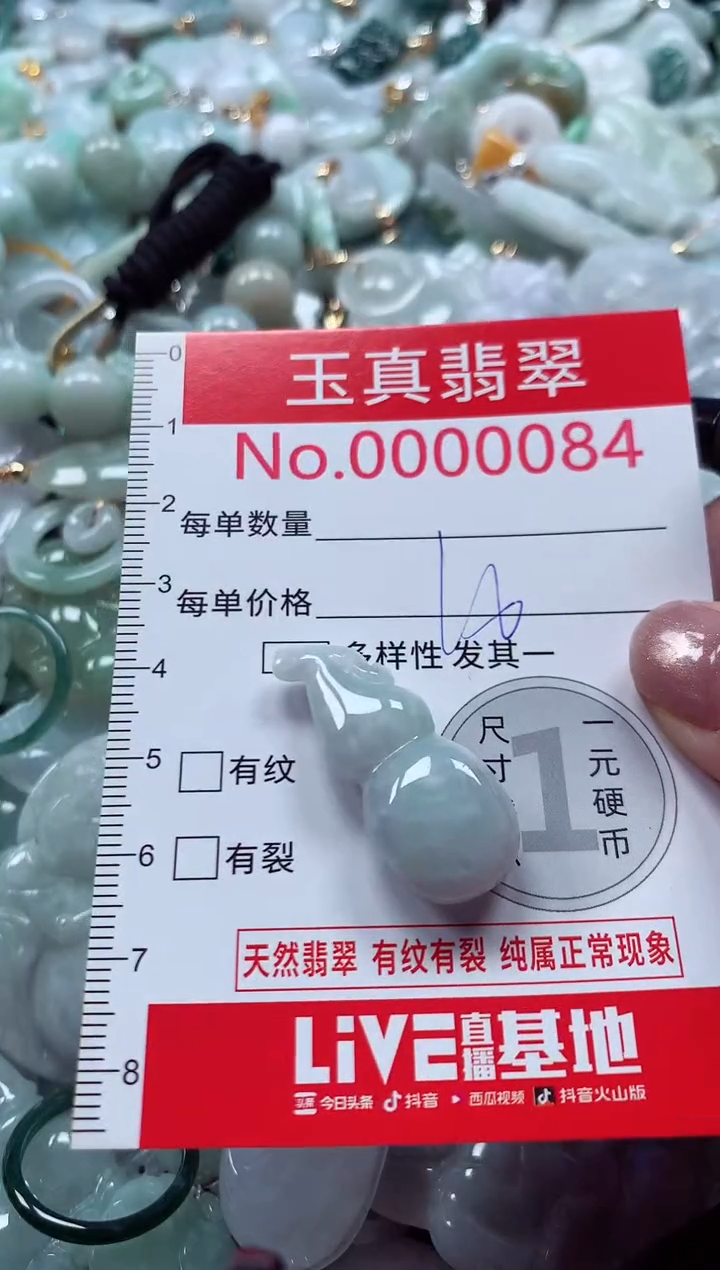 0
1
2
3
4
5
6
7
8
玉真翡翠
No.0000084
每单数量
每单价格
多样性 发其一
有纹
有裂
尺寸
1
一元硬币
天然翡翠 有纹有裂 纯属正常现象
LiVE直播基地
头条 今日头条 抖音 西瓜视频 抖音火山版